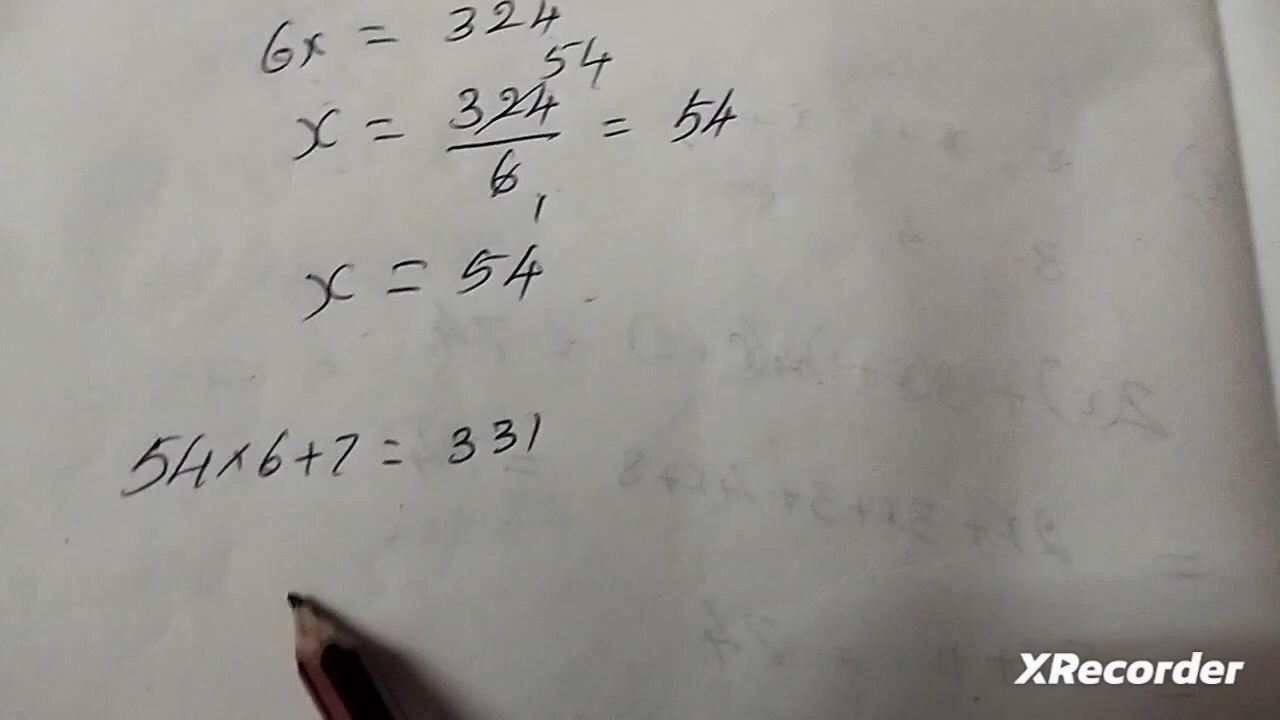 6x = 324
54
x = 324/6 = 54
1
x = 54
54×6+7 = 331
XRecorder